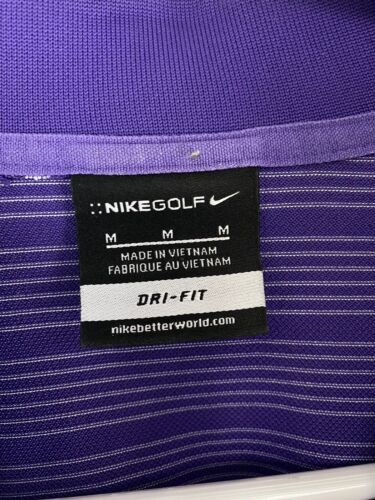 ::NIKEGOLF
M M M
MADE IN VIETNAM
FABRIQUE AU VIETNAM
DRI-FIT
nikebetterworld.com